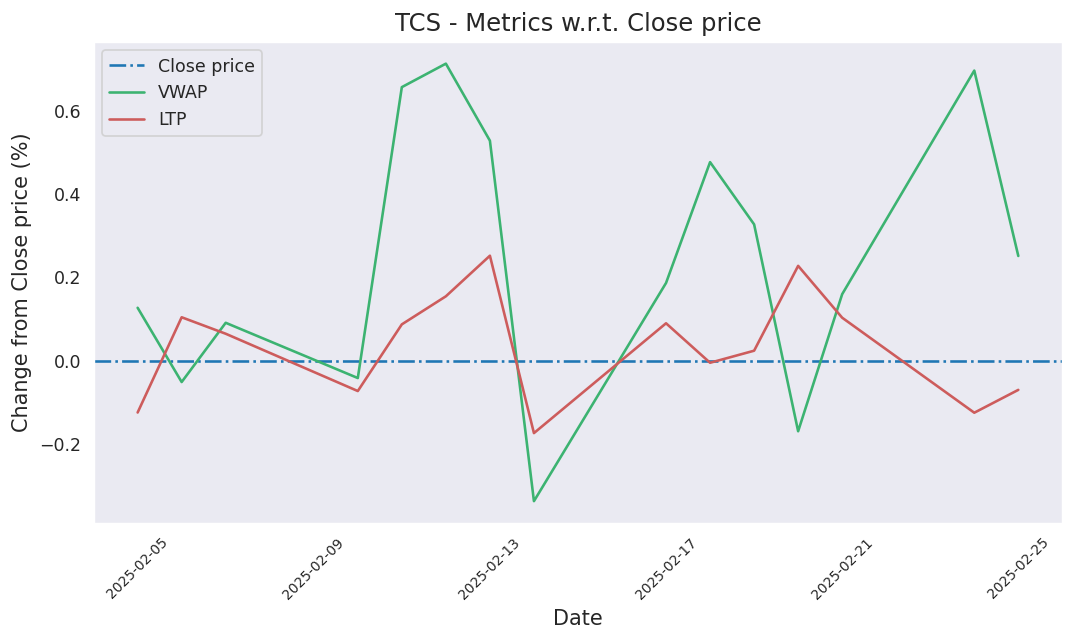 TCS - Metrics w.r.t. Close price
Close price
VWAP
LTP
Change from Close price (%)
0.6
0.4
0.2
0.0
−0.2
2025-02-05
2025-02-09
2025-02-13
2025-02-17
2025-02-21
2025-02-25
Date